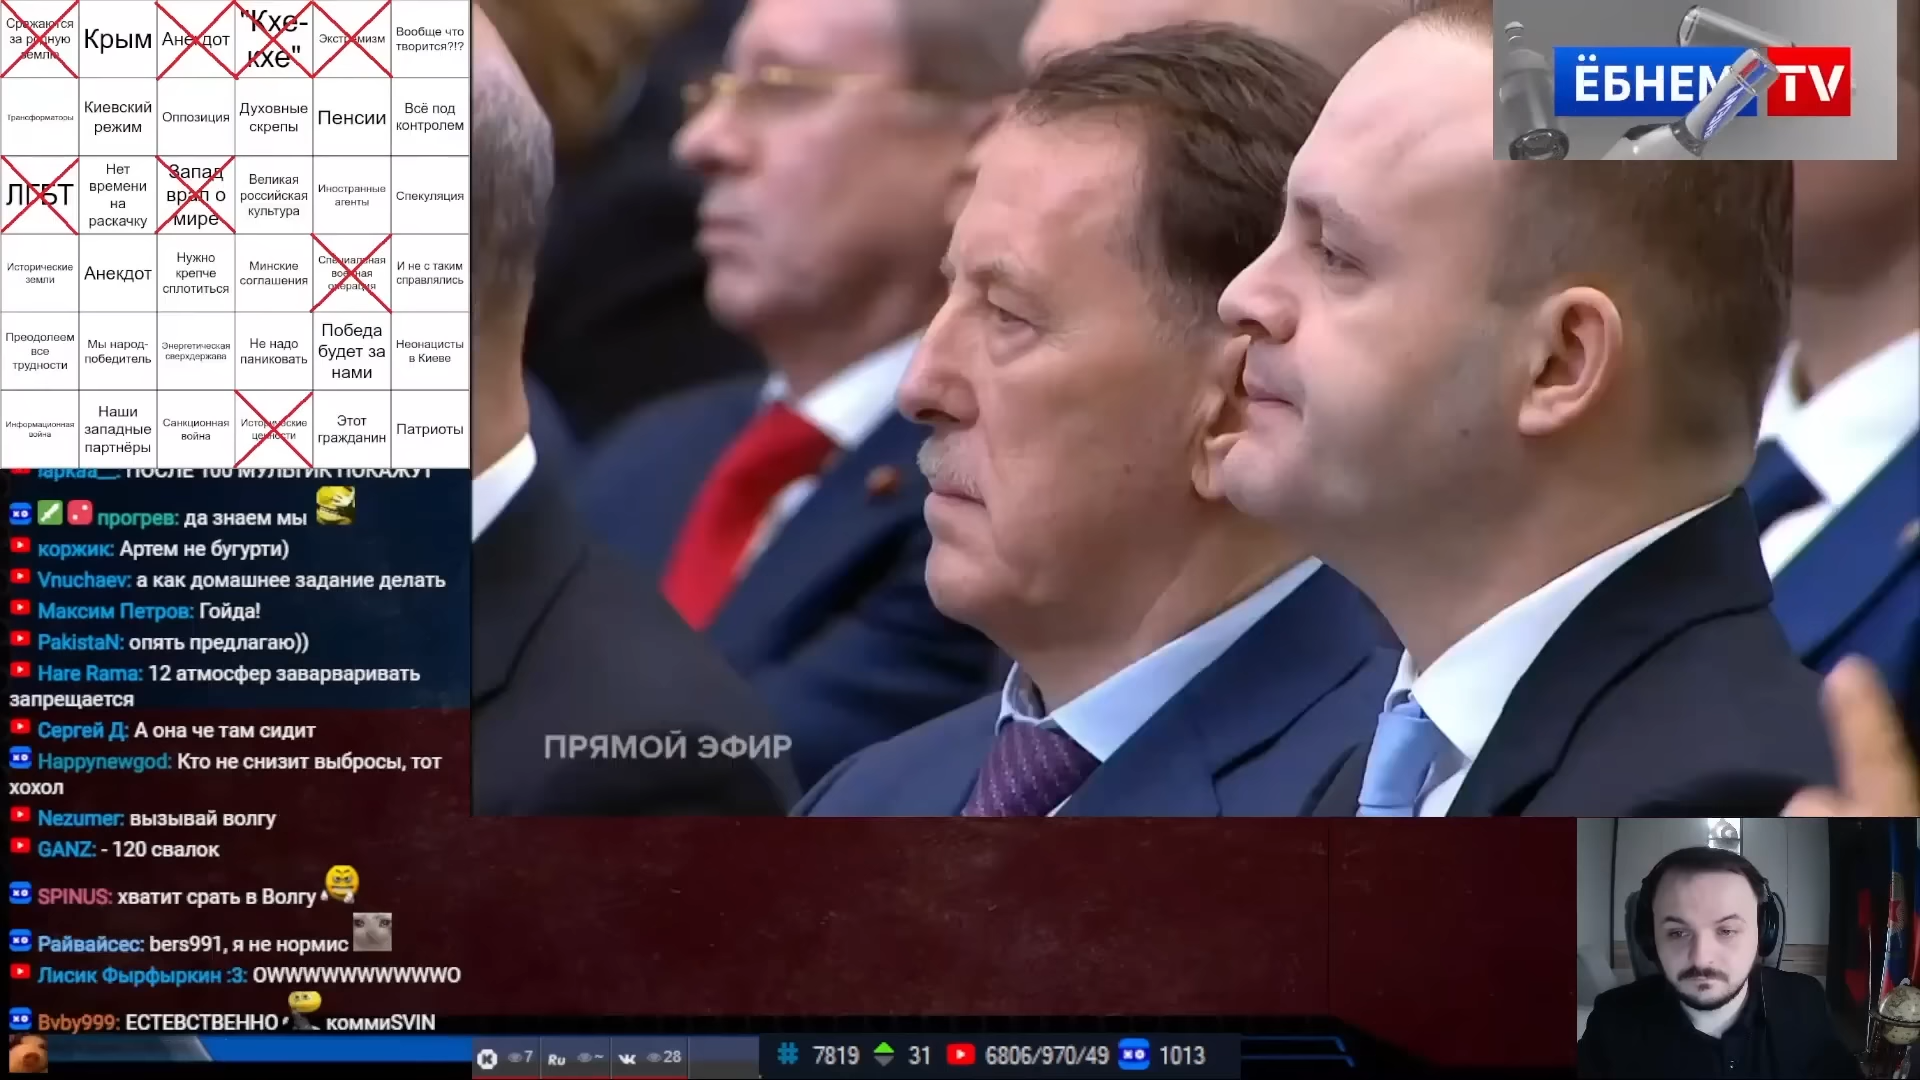 Сражаются
за родную
землю
Крым
Анекдот
"Кхе-
кхе"
Экстремизм
Вообще что
творится?!?
Трансформаторы
Киевский
режим
Оппозиция
Духовные
скрепы
Пенсии
Всё под
контролем
ЛГБТ
Нет
времени
на
раскачку
Запад
врал о
мире
Великая
российская
культура
Иностранные
агенты
Спекуляция
Исторические
земли
Анекдот
Нужно
крепче
сплотиться
Минские
соглашения
Специальная
военная
операция
И не с таким
справлялись
Преодолеем
все
трудности
Мы народ-
победитель
Энергетическая
сверхдержава
Не надо
паниковать
Победа
будет за
нами
Неонацисты
в Киеве
Информационная
война
Наши
западные
партнёры
Санкционная
война
Исторические
ценности
Этот
гражданин
Патриоты
ПОСЛЕ 100 МУЛЬТИК ПОКАЖУТ
прогрев: да знаем мы
коржик: Артем не бугурти)
Vnuchaev: а как домашнее задание делать
Максим Петров: Гойда!
PakistaN: опять предлагаю))
Hare Rama: 12 атмосфер заварваривать
запрещается
Сергей Д: А она че там сидит
Happynewgod: Кто не снизит выбросы, тот
хохол
Nezumer: вызывай волгу
GANZ: - 120 свалок
SPINUS: хватит срать в Волгу
Райвайсес: bers991, я не нормис
Лисик Фырфыркин :3: OWWWWWWWWWWO
Bvby999: ЕСТЕСТВЕННО коммиSVIN
ЁБНЕМ TV
ПРЯМОЙ ЭФИР
7 Ru ~ 28 # 7819 31 6806/970/49 1013